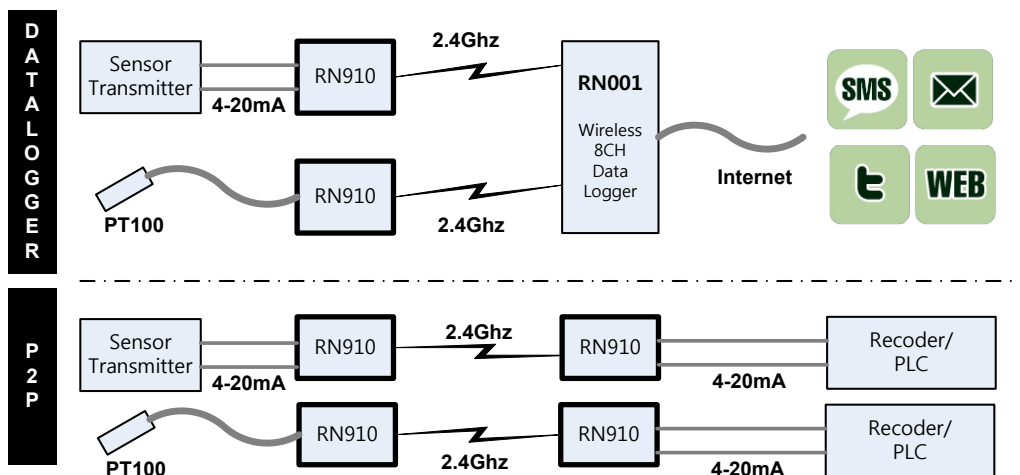 DATALOGGER
2.4Ghz
Sensor
Transmitter
RN910
4-20mA
RN001
Wireless
8CH
Data
Logger
SMS
Internet
t
WEB
PT100
RN910
2.4Ghz
P2P
Sensor
Transmitter
4-20mA
RN910
2.4Ghz
RN910
4-20mA
Recoder/
PLC
PT100
RN910
2.4Ghz
RN910
4-20mA
Recoder/
PLC